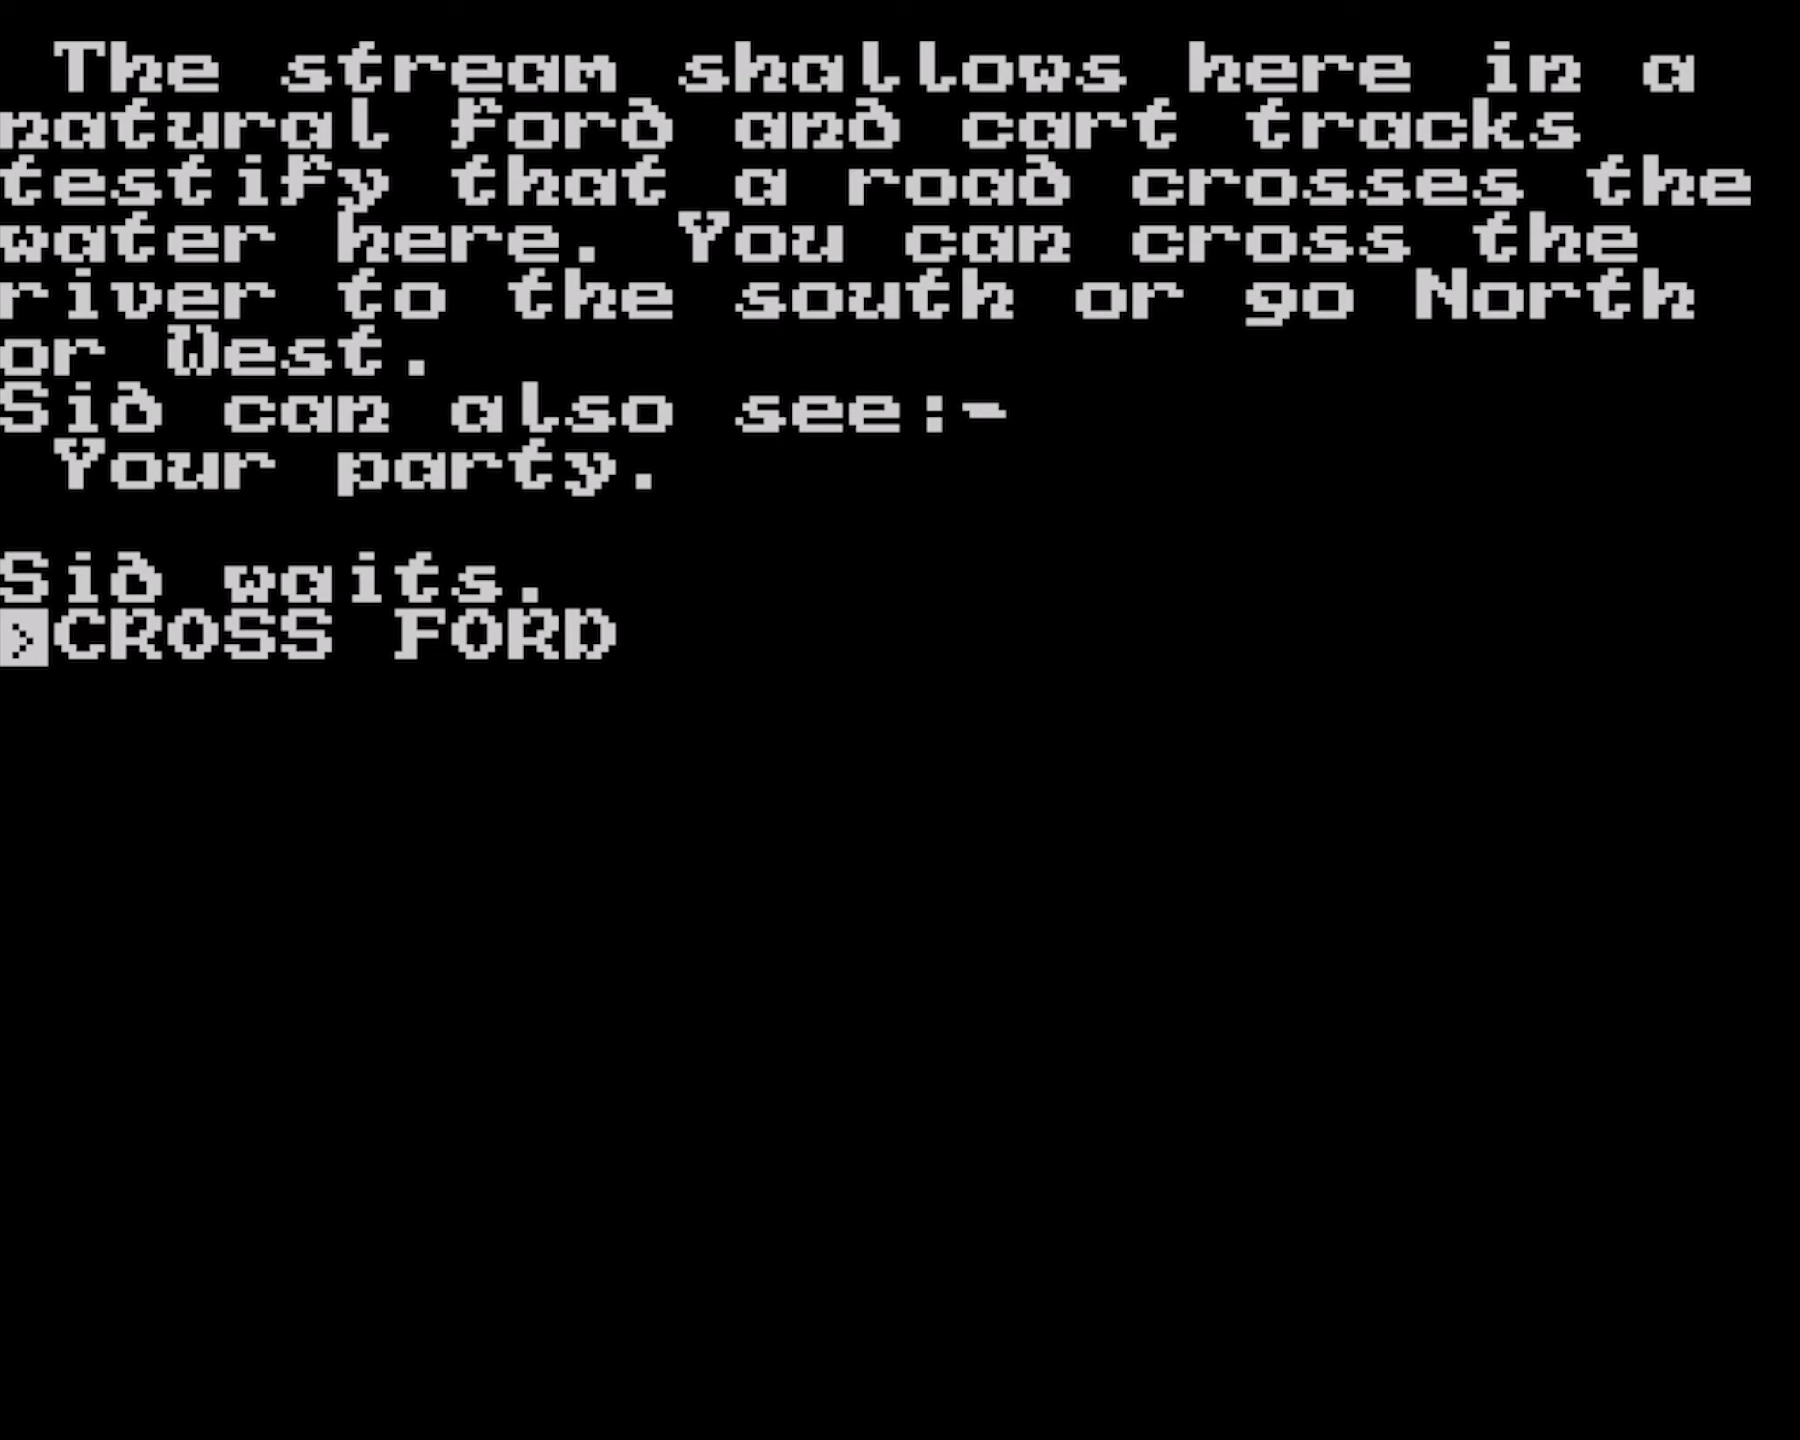 The stream shallows here in a
natural ford and cart tracks
testify that a road crosses the
water here. You can cross the
river to the south or go North
or West.
Sid can also see:-
Your party.
Sid waits.
>CROSS FORD